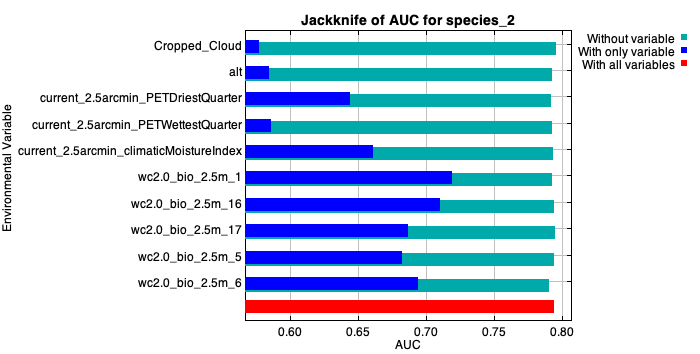 Jackknife of AUC for species_2
Without variable
With only variable
With all variables
Environmental Variable
Cropped_Cloud
alt
current_2.5arcmin_PETDriestQuarter
current_2.5arcmin_PETWettestQuarter
current_2.5arcmin_climaticMoistureIndex
wc2.0_bio_2.5m_1
wc2.0_bio_2.5m_16
wc2.0_bio_2.5m_17
wc2.0_bio_2.5m_5
wc2.0_bio_2.5m_6
0.60 0.65 0.70 0.75 0.80
AUC